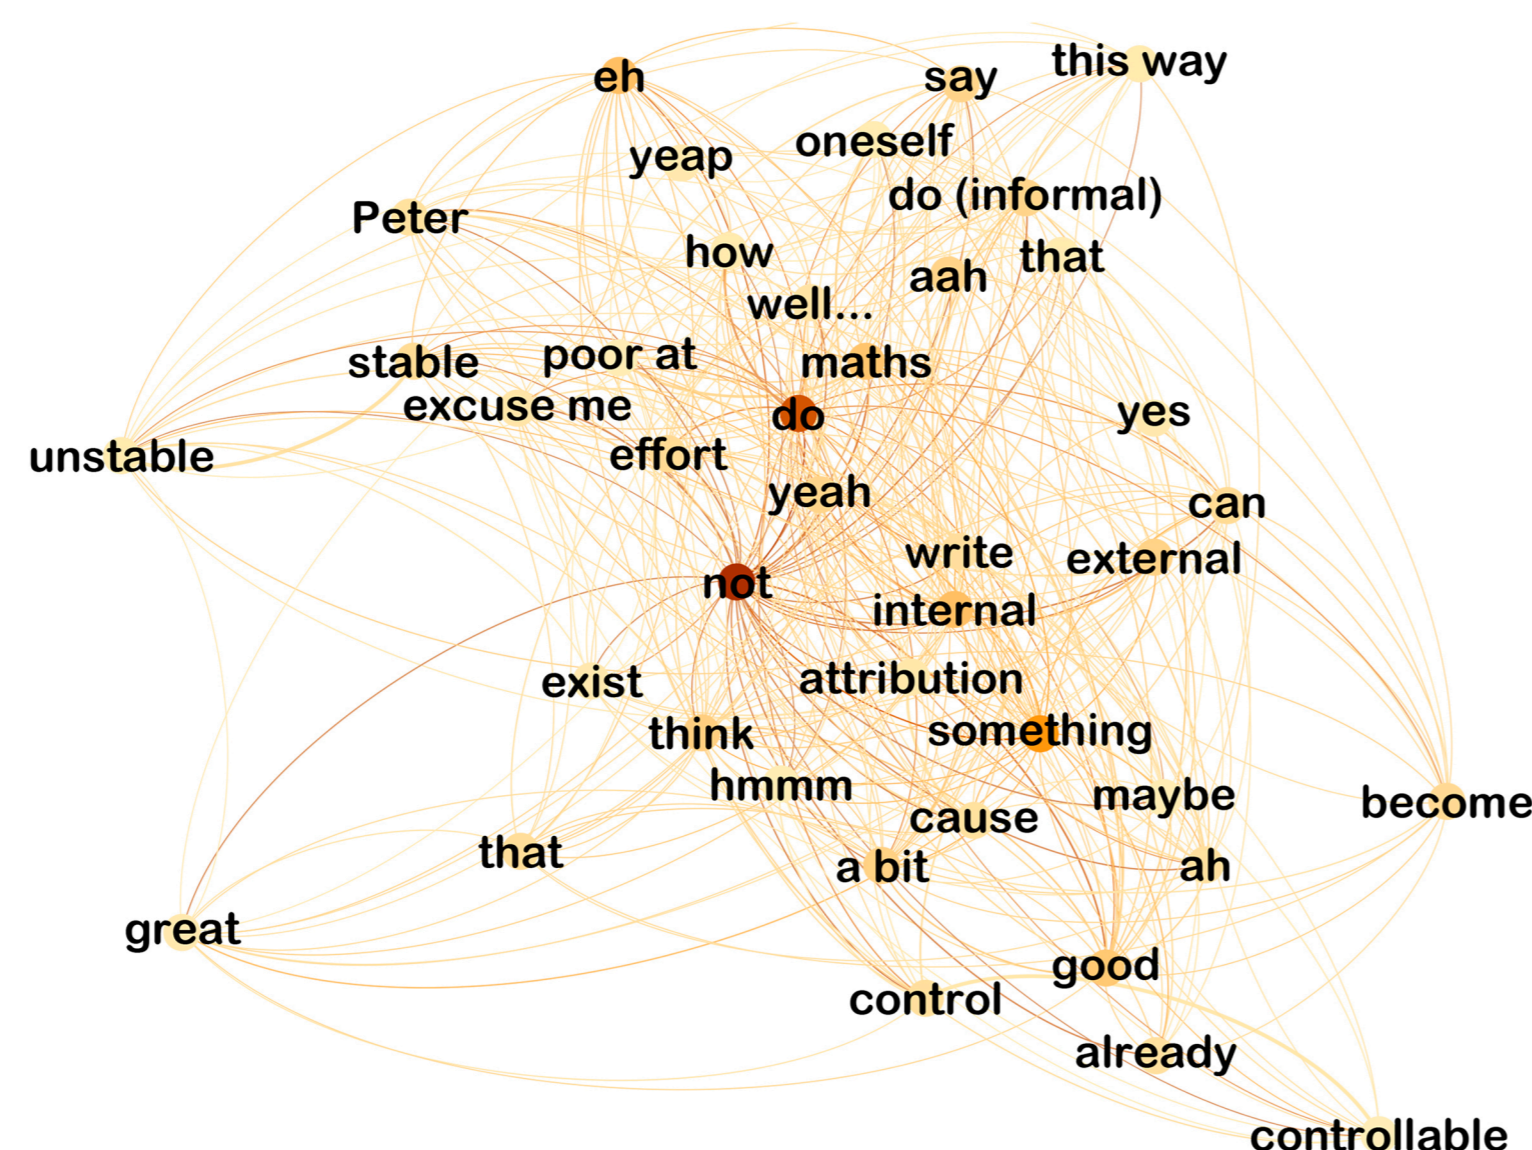 eh
say
this way
oneself
yeap
do (informal)
Peter
how
that
aah
well...
stable
poor at
maths
excuse me
do
yes
unstable
effort
yeah
can
write
external
not
internal
exist
attribution
think
something
hmmm
maybe
become
cause
that
a bit
ah
great
good
control
already
controllable